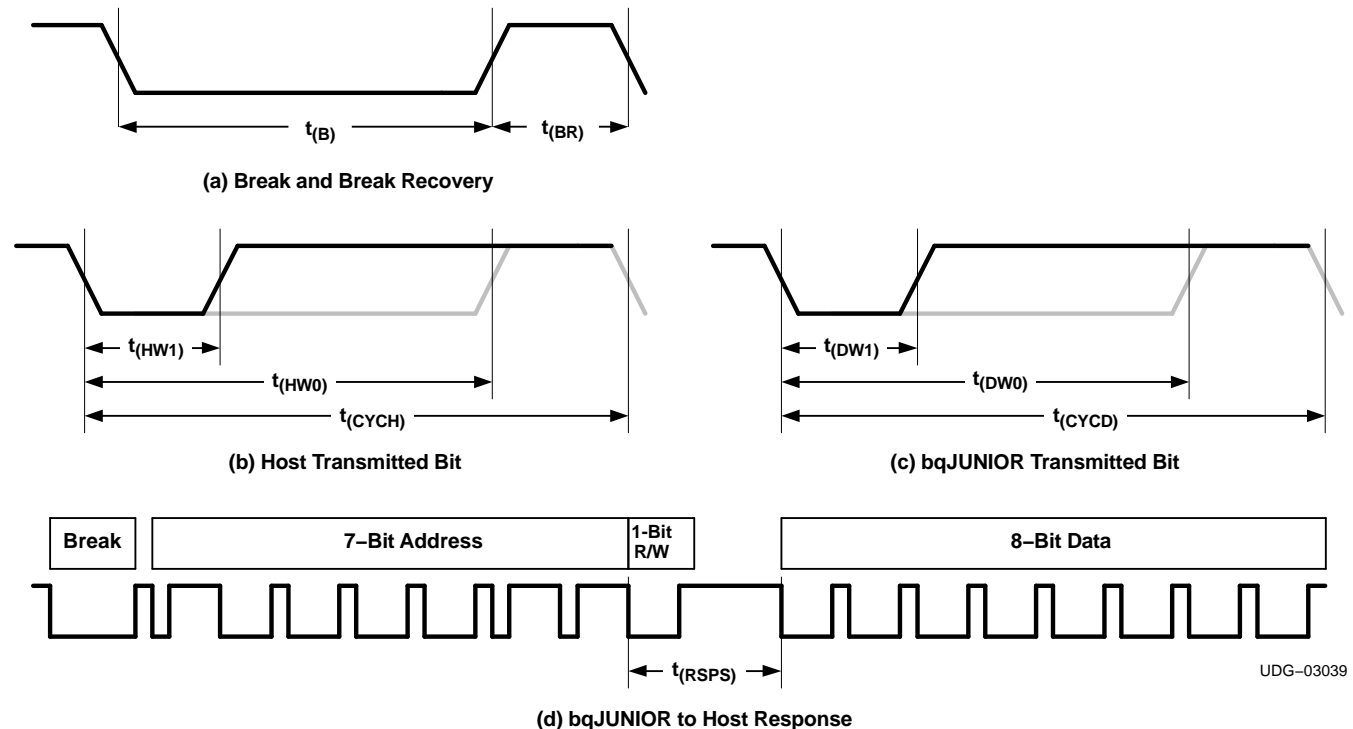 t(B)
t(BR)
(a) Break and Break Recovery
t(HW1)
t(HW0)
t(CYCH)
(b) Host Transmitted Bit
t(DW1)
t(DW0)
t(CYCD)
(c) bqJUNIOR Transmitted Bit
Break
7−Bit Address
1-Bit
R/W
8−Bit Data
t(RSPS)
UDG−03039
(d) bqJUNIOR to Host Response